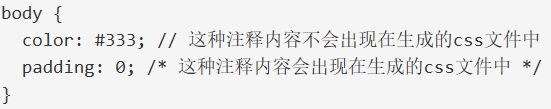 body {
  color: #333; // 这种注释内容不会出现在生成的css文件中
  padding: 0; /* 这种注释内容会出现在生成的css文件中 */
}